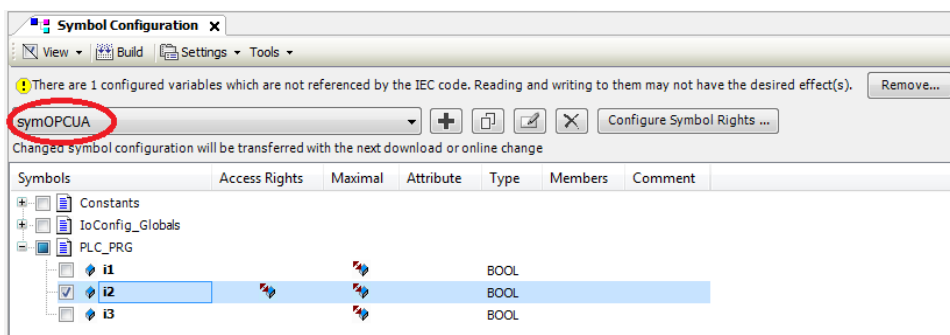 Symbol Configuration X
View Build Settings Tools
There are 1 configured variables which are not referenced by the IEC code. Reading and writing to them may not have the desired effect(s). Remove...
symOPCUA Configure Symbol Rights ...
Changed symbol configuration will be transferred with the next download or online change
Symbols Access Rights Maximal Attribute Type Members Comment
Constants
IoConfig_Globals
PLC_PRG
i1 BOOL
i2 BOOL
i3 BOOL